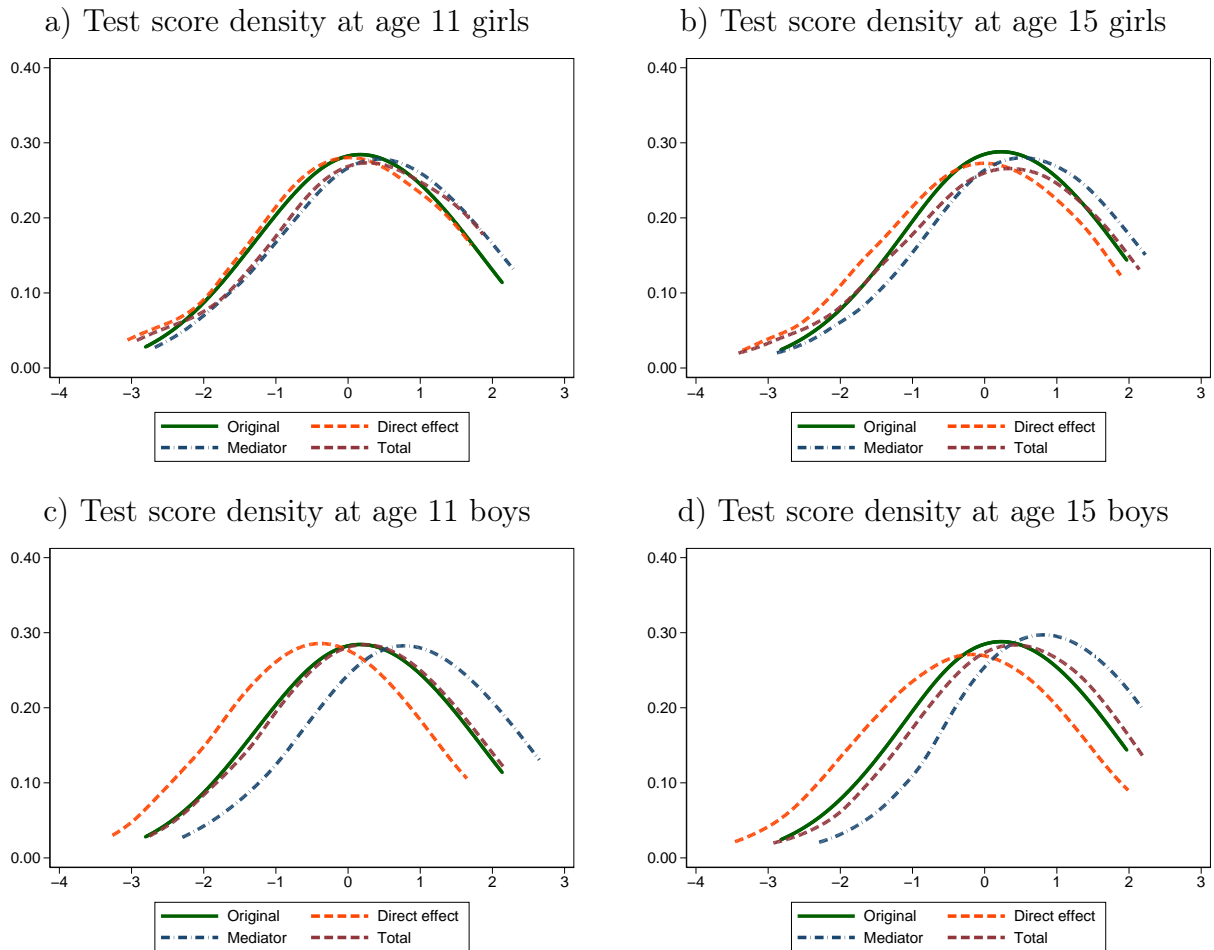 a) Test score density at age 11 girls
0.40
0.30
0.20
0.10
0.00
−4 −3 −2 −1 0 1 2 3
Original Direct effect
Mediator Total
b) Test score density at age 15 girls
0.40
0.30
0.20
0.10
0.00
−4 −3 −2 −1 0 1 2 3
Original Direct effect
Mediator Total
c) Test score density at age 11 boys
0.40
0.30
0.20
0.10
0.00
−4 −3 −2 −1 0 1 2 3
Original Direct effect
Mediator Total
d) Test score density at age 15 boys
0.40
0.30
0.20
0.10
0.00
−4 −3 −2 −1 0 1 2 3
Original Direct effect
Mediator Total